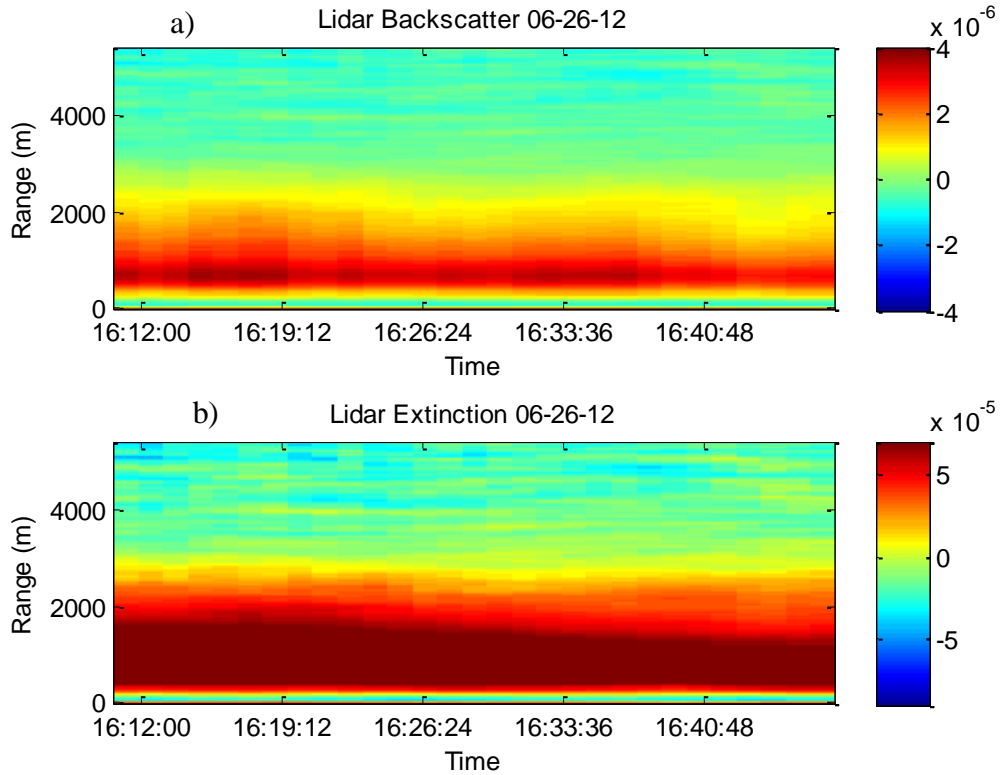 a)
Lidar Backscatter 06-26-12
x 10^-6
Range (m)
4000
2000
0
4
2
0
-2
-4
16:12:00 16:19:12 16:26:24 16:33:36 16:40:48
Time
b)
Lidar Extinction 06-26-12
x 10^-5
Range (m)
4000
2000
0
5
0
-5
16:12:00 16:19:12 16:26:24 16:33:36 16:40:48
Time